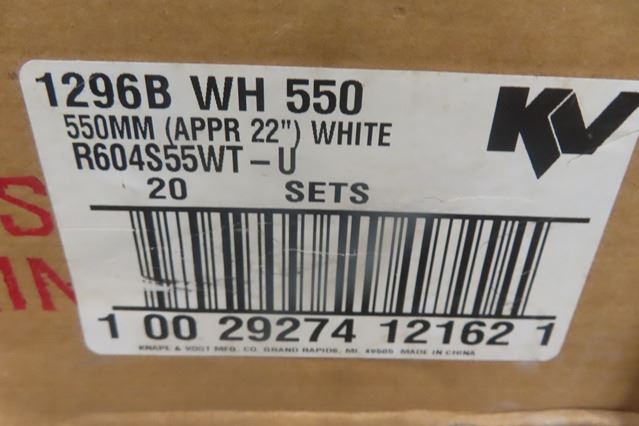 1296B WH 550
KV
550MM (APPR 22") WHITE
R604S55WT-U
20 SETS
S
IN
1 00 29274 12162 1
KNAPE & VOGT MFG. CO. GRAND RAPIDS, MI. 49505 MADE IN CHINA